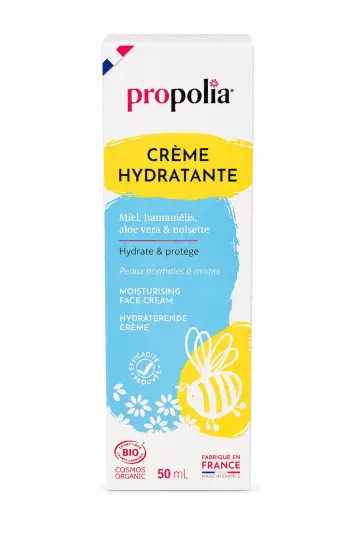 propolia®
CRÈME
HYDRATANTE
Miel, hamamélis,
aloe vera & noisette
Hydrate & protège
Peaux normales à mixtes
MOISTURISING
FACE CREAM
HYDRATERENDE
CRÈME
EFFICACITÉ
PROUVÉE
BIO
COSMOS
ORGANIC
50 mL
FABRIQUÉ EN
FRANCE
MADE IN FRANCE